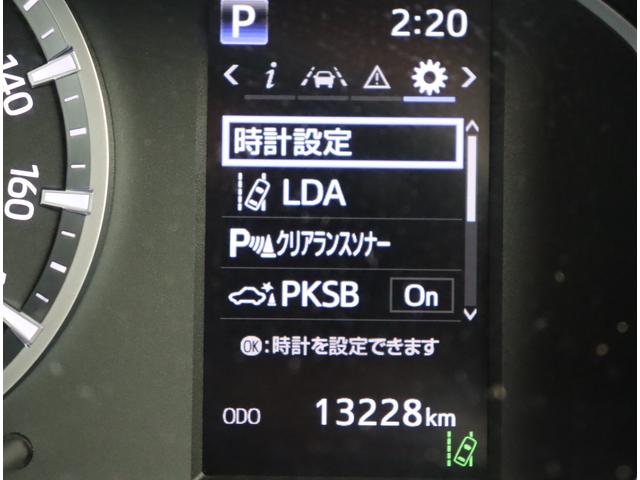 P 2:20
140
160
時計設定
LDA
P クリアランスソナー
PKSB On
OK:時計を設定できます
ODO 13228km